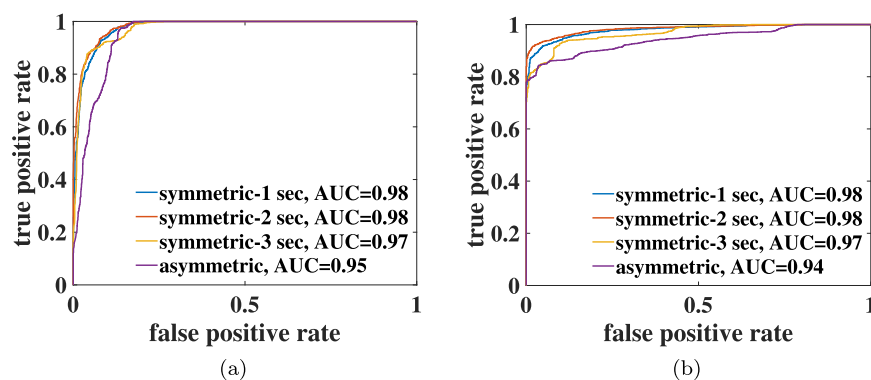 1
0.8
0.6
0.4
0.2
0
true positive rate
symmetric-1 sec, AUC=0.98
symmetric-2 sec, AUC=0.98
symmetric-3 sec, AUC=0.97
asymmetric, AUC=0.95
0
0.5
1
false positive rate
(a)
1
0.8
0.6
0.4
0.2
0
true positive rate
symmetric-1 sec, AUC=0.98
symmetric-2 sec, AUC=0.98
symmetric-3 sec, AUC=0.97
asymmetric, AUC=0.94
0
0.5
1
false positive rate
(b)